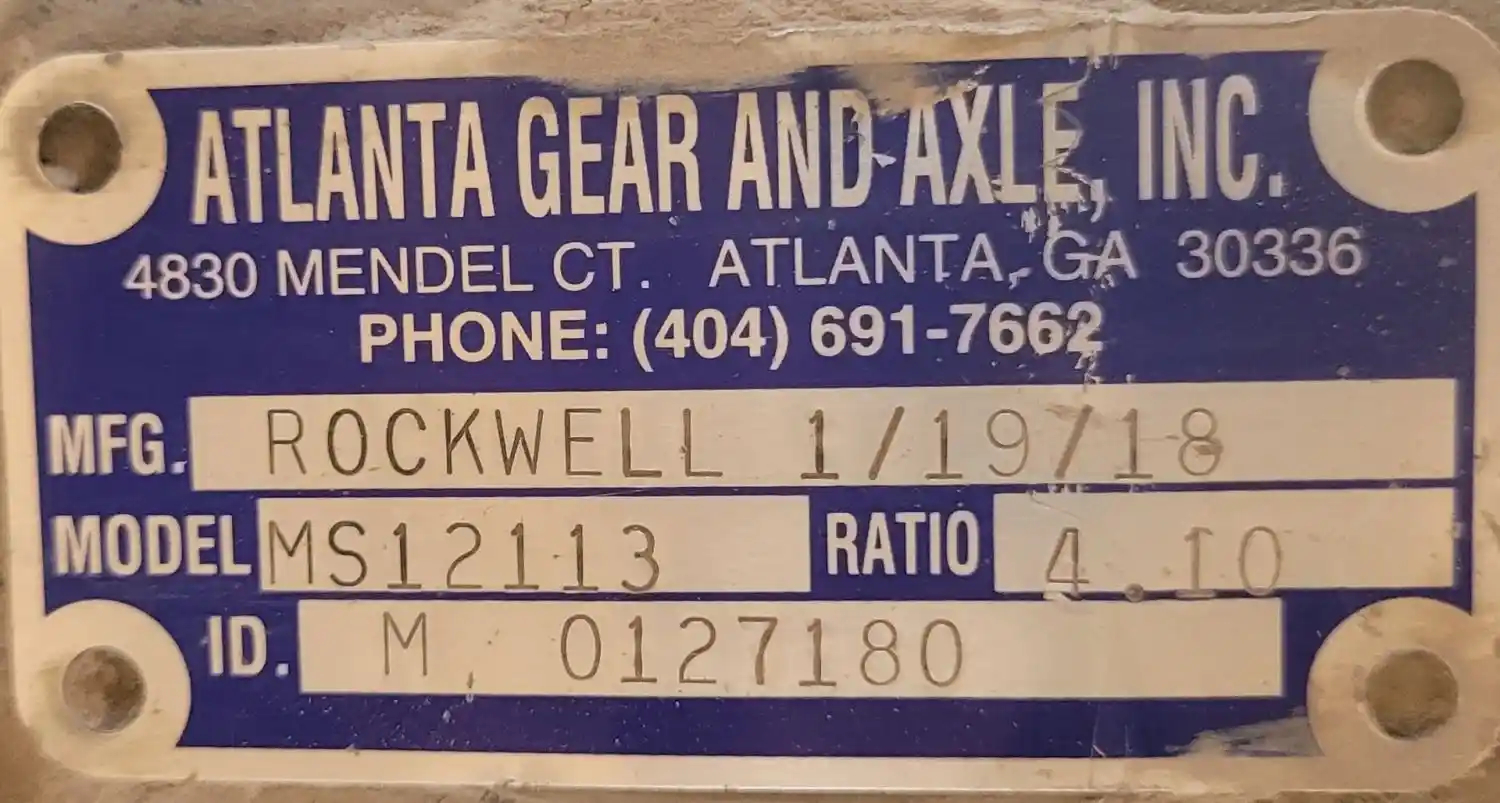 ATLANTA GEAR AND AXLE, INC.
4830 MENDEL CT. ATLANTA, GA 30336
PHONE: (404) 691-7662
MFG. ROCKWELL 1/19/18
MODEL MS12113 RATIO 4.10
ID. M 0127180